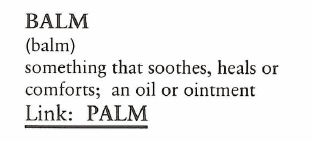 BALM
(balm)
something that soothes, heals or
comforts;  an oil or ointment
Link:  PALM